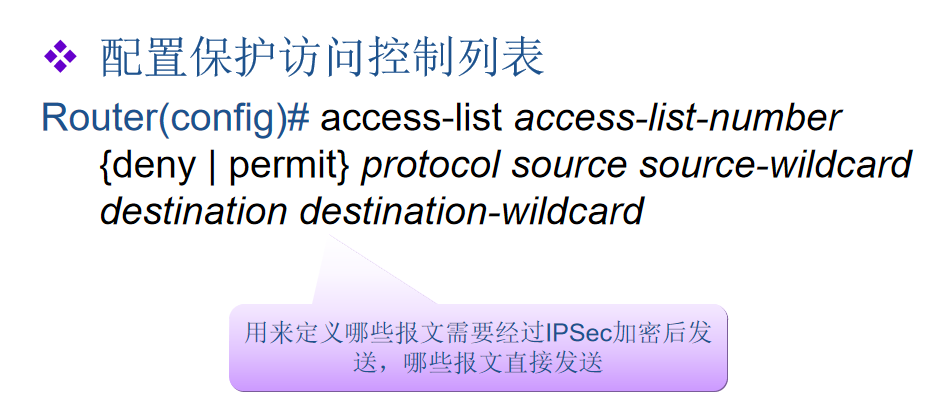 配置保护访问控制列表
Router(config)# access-list access-list-number
{deny | permit} protocol source source-wildcard
destination destination-wildcard
用来定义哪些报文需要经过IPSec加密后发
送，哪些报文直接发送